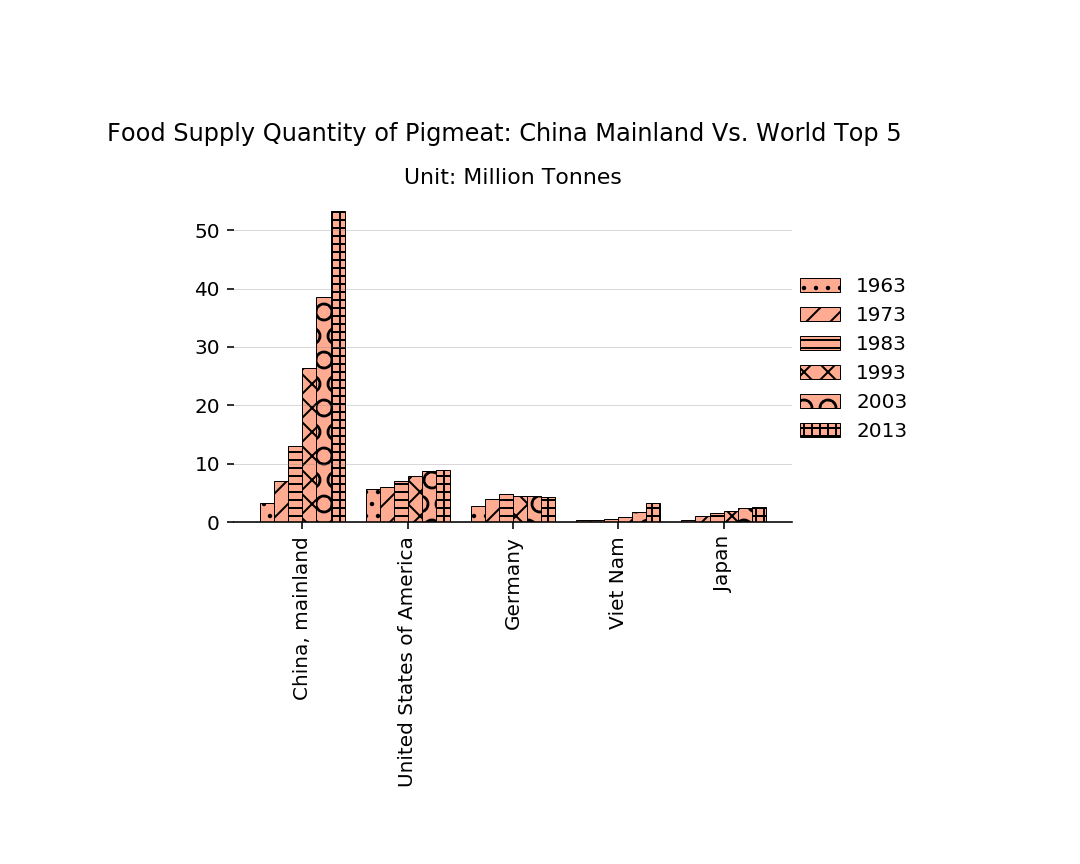 Food Supply Quantity of Pigmeat: China Mainland Vs. World Top 5
Unit: Million Tonnes
50
40
30
20
10
0
1963
1973
1983
1993
2003
2013
China, mainland
United States of America
Germany
Viet Nam
Japan